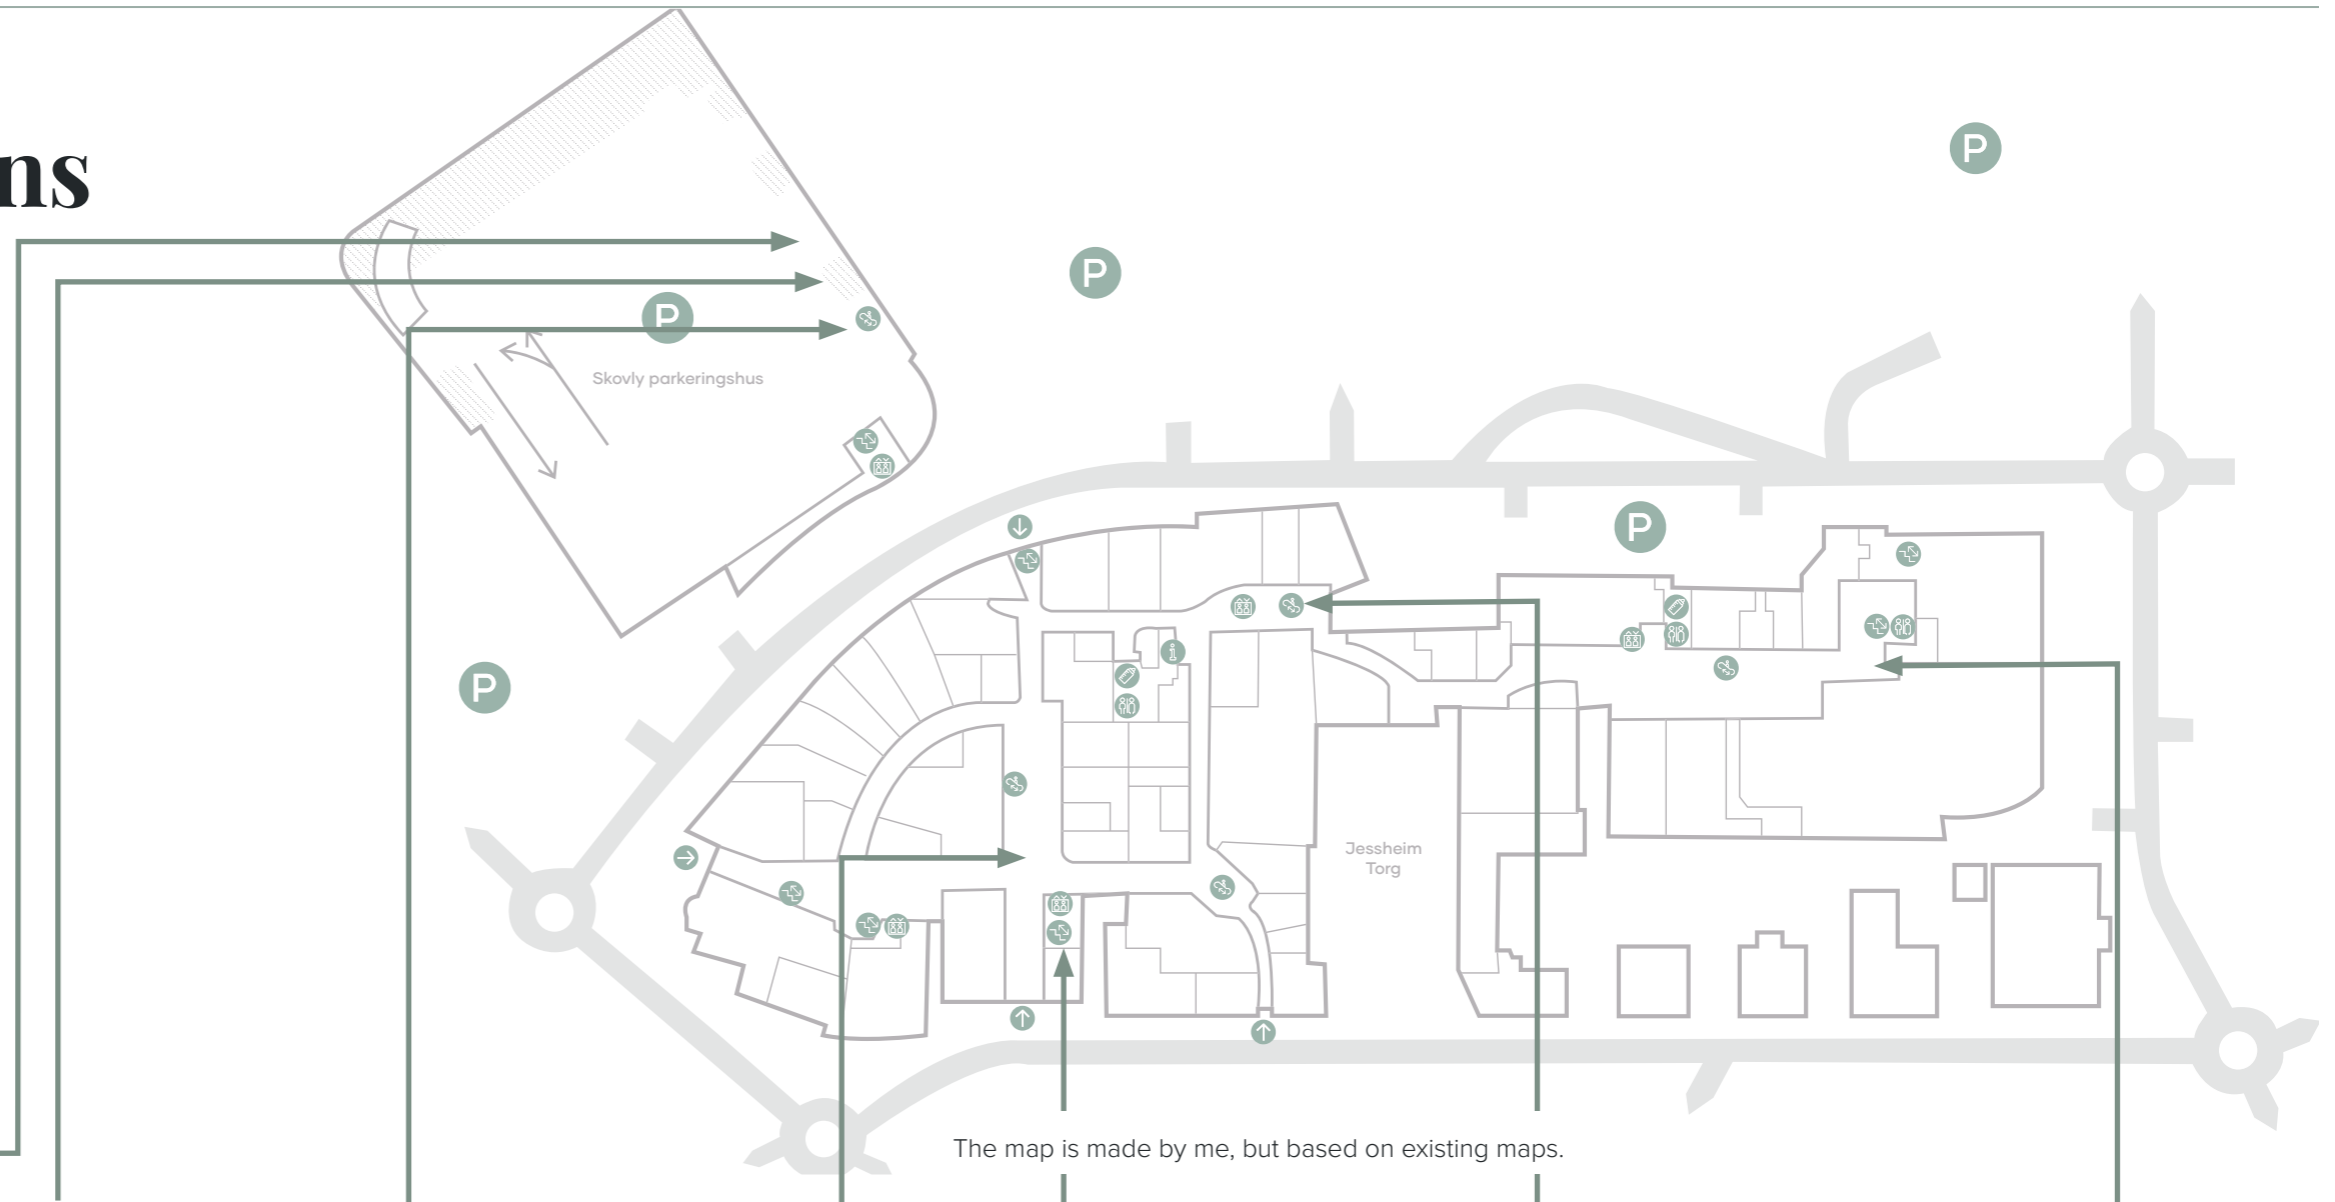 ns
P
P
P
Skovly parkeringshus
P
P
Jessheim
Torg
The map is made by me, but based on existing maps.